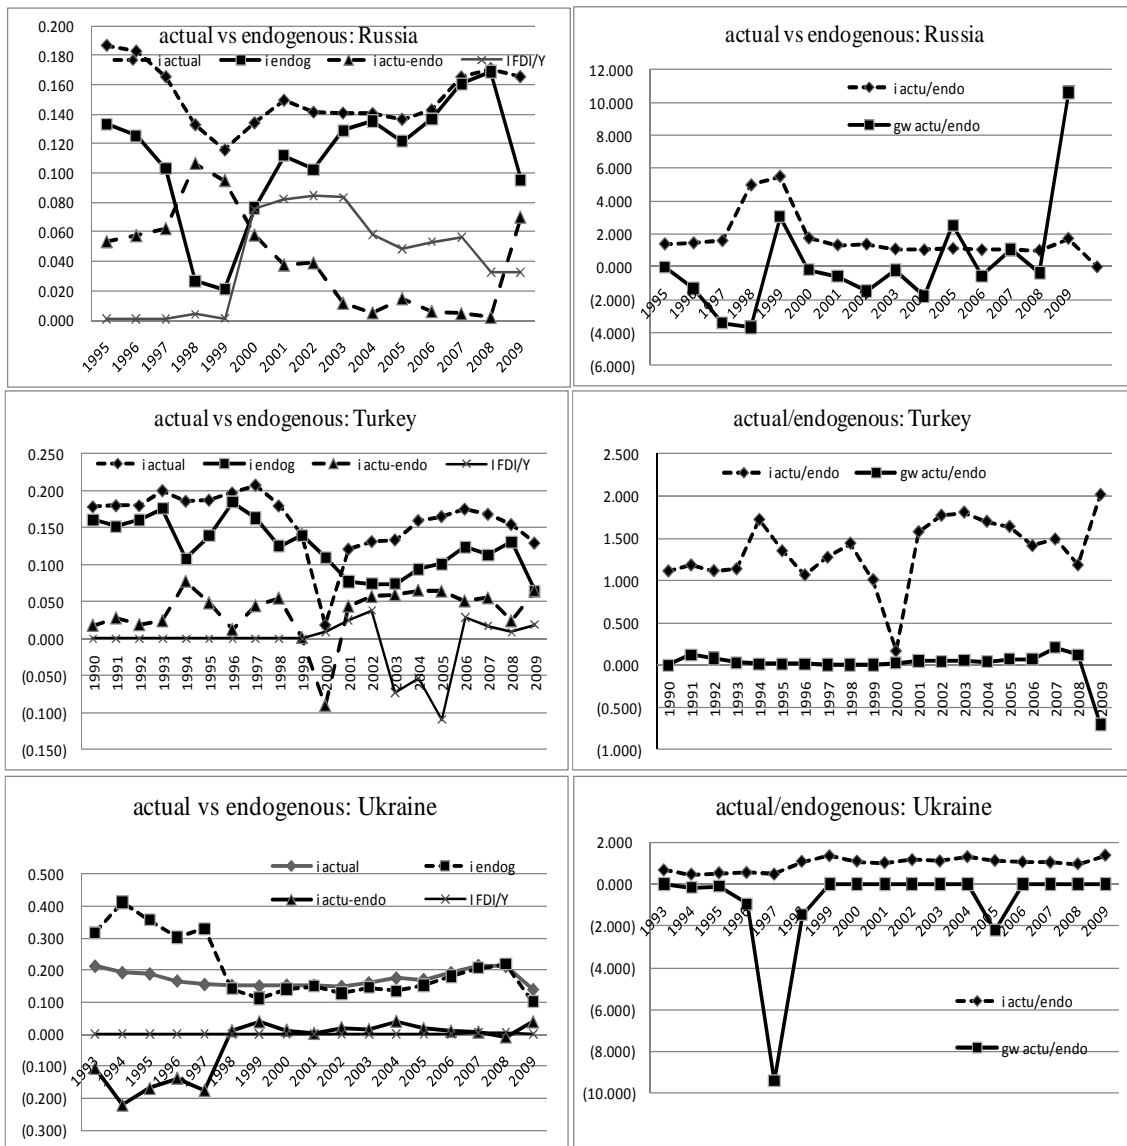 actual vs endogenous: Russia
i actual i endog i actu-endo I FDI/Y
0.200
0.180
0.160
0.140
0.120
0.100
0.080
0.060
0.040
0.020
0.000
1995 1996 1997 1998 1999 2000 2001 2002 2003 2004 2005 2006 2007 2008 2009
actual vs endogenous: Russia
i actu/endo
gw actu/endo
12.000
10.000
8.000
6.000
4.000
2.000
0.000
(2.000)
(4.000)
(6.000)
1995 1996 1997 1998 1999 2000 2001 2002 2003 2004 2005 2006 2007 2008 2009
actual vs endogenous: Turkey
i actual i endog i actu-endo I FDI/Y
0.250
0.200
0.150
0.100
0.050
0.000
(0.050)
(0.100)
(0.150)
1990 1991 1992 1993 1994 1995 1996 1997 1998 1999 2000 2001 2002 2003 2004 2005 2006 2007 2008 2009
actual/endogenous: Turkey
i actu/endo gw actu/endo
2.500
2.000
1.500
1.000
0.500
0.000
(0.500)
(1.000)
1990 1991 1992 1993 1994 1995 1996 1997 1998 1999 2000 2001 2002 2003 2004 2005 2006 2007 2008 2009
actual vs endogenous: Ukraine
i actual i endog
i actu-endo I FDI/Y
0.500
0.400
0.300
0.200
0.100
0.000
(0.100)
(0.200)
(0.300)
1993 1994 1995 1996 1997 1998 1999 2000 2001 2002 2003 2004 2005 2006 2007 2008 2009
actual/endogenous: Ukraine
2.000
0.000
(2.000)
(4.000)
(6.000)
(8.000)
(10.000)
1993 1994 1995 1996 1997 1998 1999 2000 2001 2002 2003 2004 2005 2006 2007 2008 2009
i actu/endo
gw actu/endo